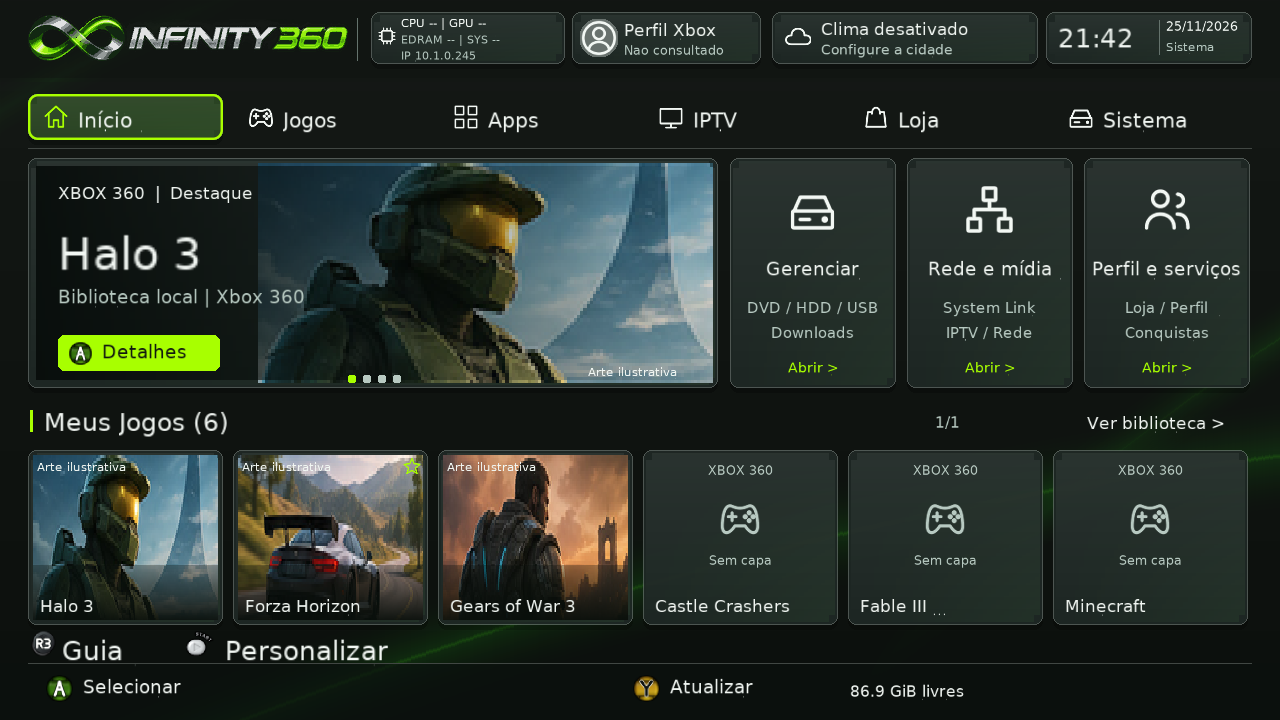 INFINITY 360
CPU -- | GPU --
EDRAM -- | SYS --
IP 10.1.0.245
Perfil Xbox
Nao consultado
Clima desativado
Configure a cidade
21:42
25/11/2026
Sistema
Início
Jogos
Apps
IPTV
Loja
Sistema
XBOX 360 | Destaque
Halo 3
Biblioteca local | Xbox 360
A Detalhes
Arte ilustrativa
Gerenciar
DVD / HDD / USB
Downloads
Abrir >
Rede e mídia
System Link
IPTV / Rede
Abrir >
Perfil e serviços
Loja / Perfil
Conquistas
Abrir >
Meus Jogos (6)
1/1
Ver biblioteca >
Arte ilustrativa
Halo 3
Arte ilustrativa
Forza Horizon
Arte ilustrativa
Gears of War 3
XBOX 360
Sem capa
Castle Crashers
XBOX 360
Sem capa
Fable III ...
XBOX 360
Sem capa
Minecraft
R3 Guia
START Personalizar
A Selecionar
Y Atualizar
86.9 GiB livres